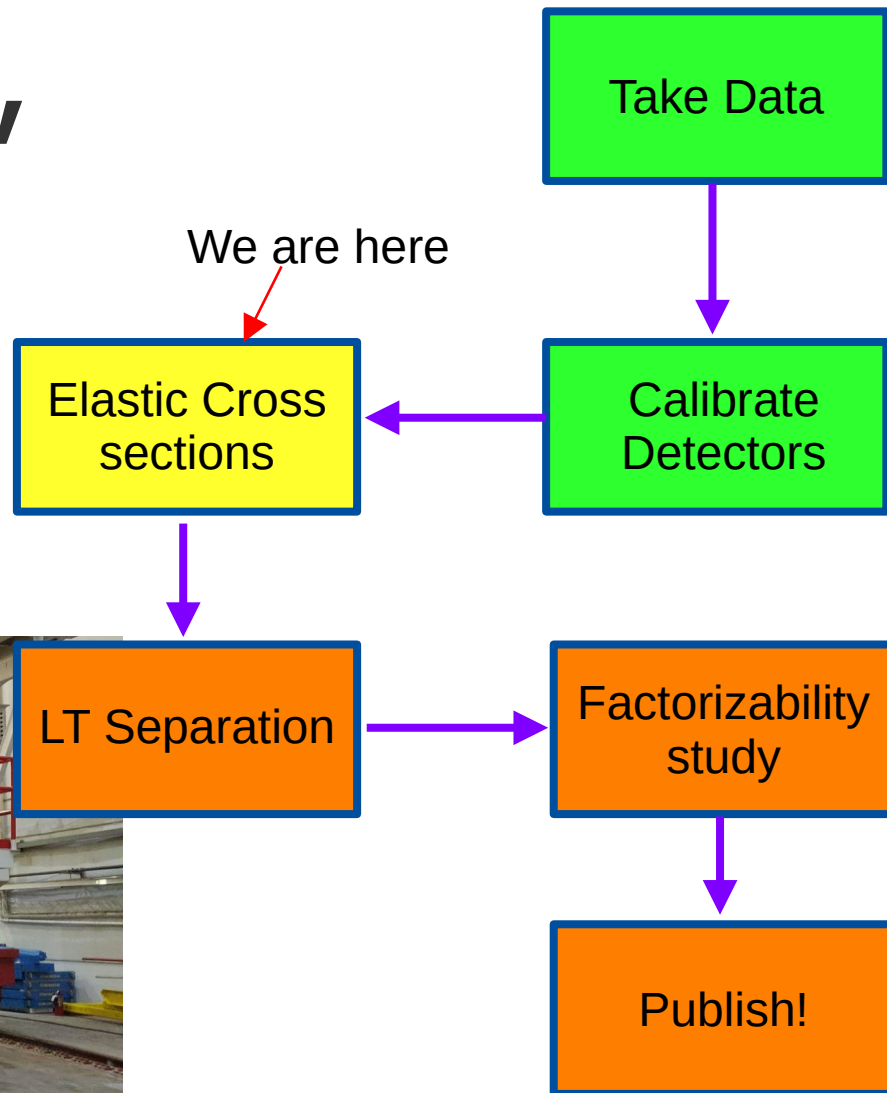 Take Data
We are here
Elastic Cross
sections
Calibrate
Detectors
LT Separation
Factorizability
study
Publish!